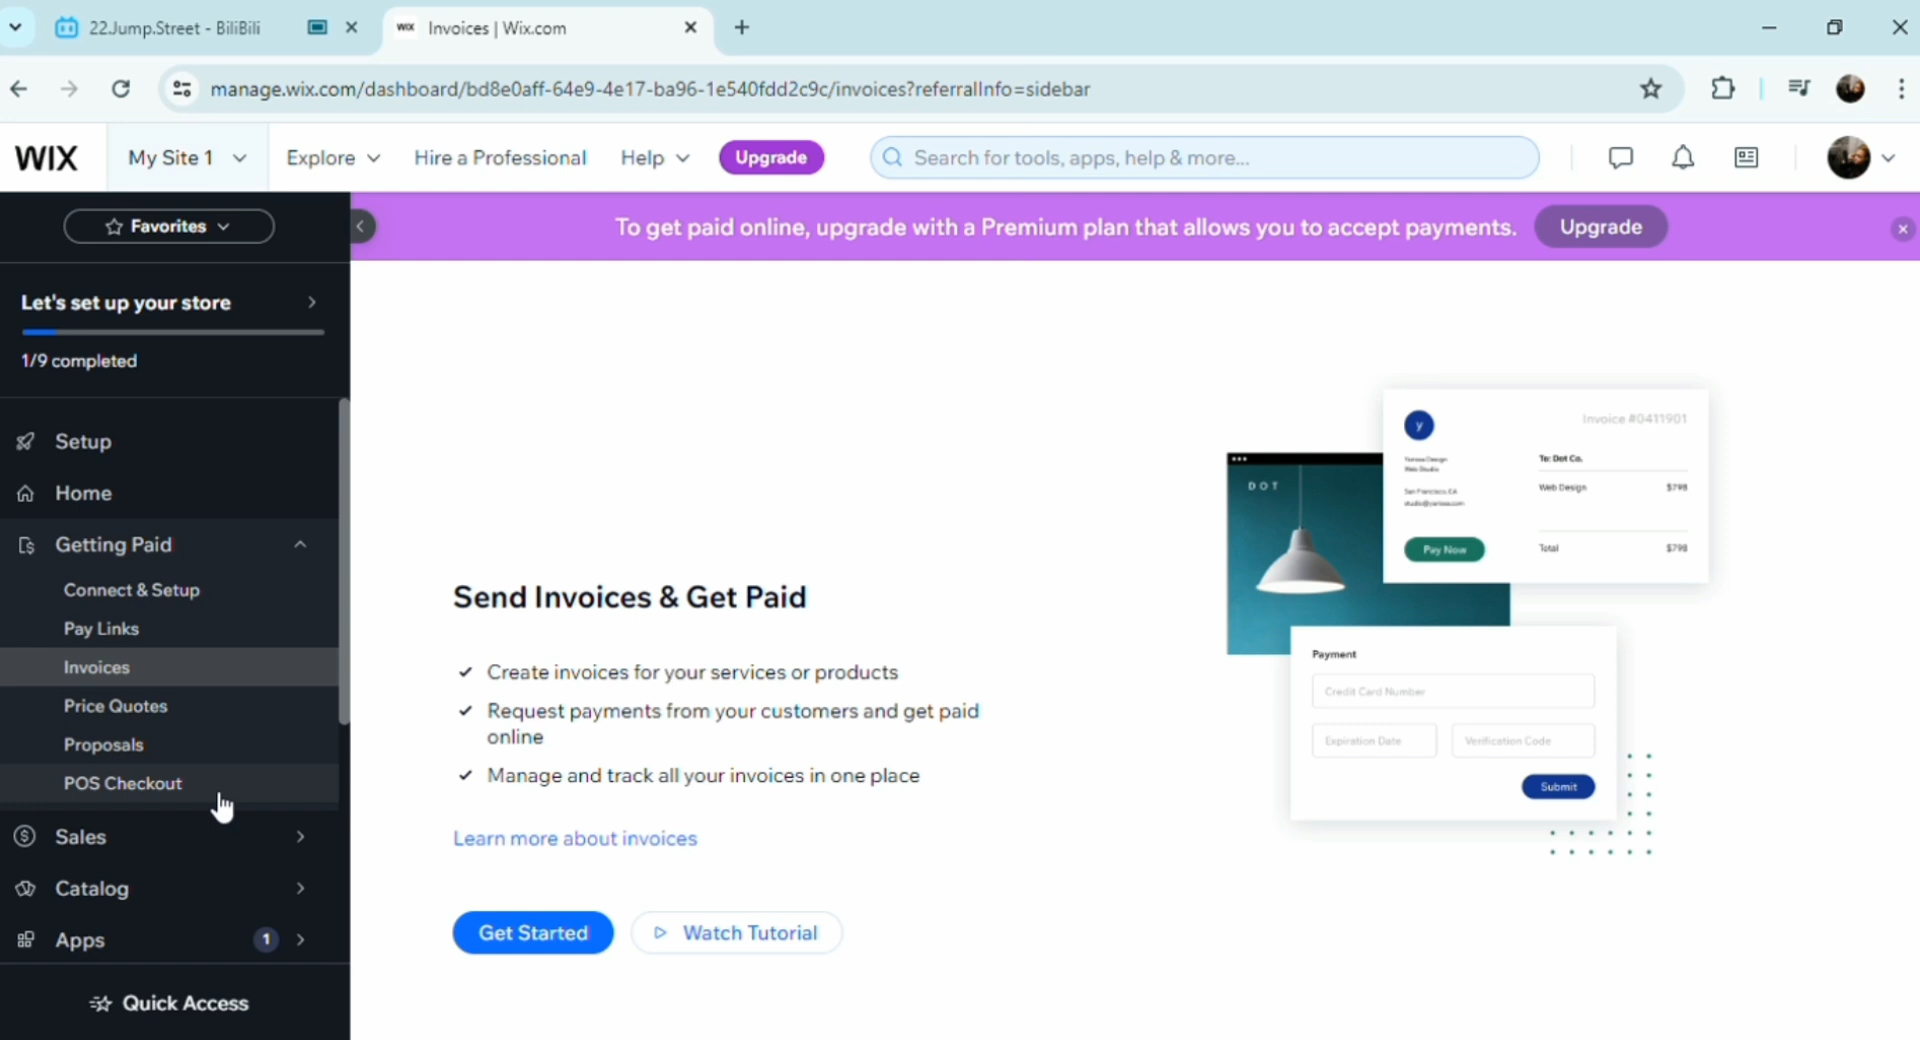 22.Jump.Street - BiliBili
WIX Invoices | Wix.com
manage.wix.com/dashboard/bd8e0aff-64e9-4e17-ba96-1e540fdd2c9c/invoices?referralInfo=sidebar
WIX My Site 1 Explore Hire a Professional Help Upgrade Search for tools, apps, help & more...
Favorites
To get paid online, upgrade with a Premium plan that allows you to accept payments. Upgrade
Let's set up your store
1/9 completed
Setup
Home
Getting Paid
Connect & Setup
Pay Links
Invoices
Price Quotes
Proposals
POS Checkout
Sales
Catalog
Apps 1
Quick Access
Send Invoices & Get Paid
Create invoices for your services or products
Request payments from your customers and get paid
online
Manage and track all your invoices in one place
Learn more about invoices
Get Started
Watch Tutorial
DOT
y
Invoice #0411901
To: Dot Co.
Web Design $798
Web Studio
San Francisco, CA
Pay Now
Total $798
Payment
Credit Card Number
Expiration Date
Verification Code
Submit